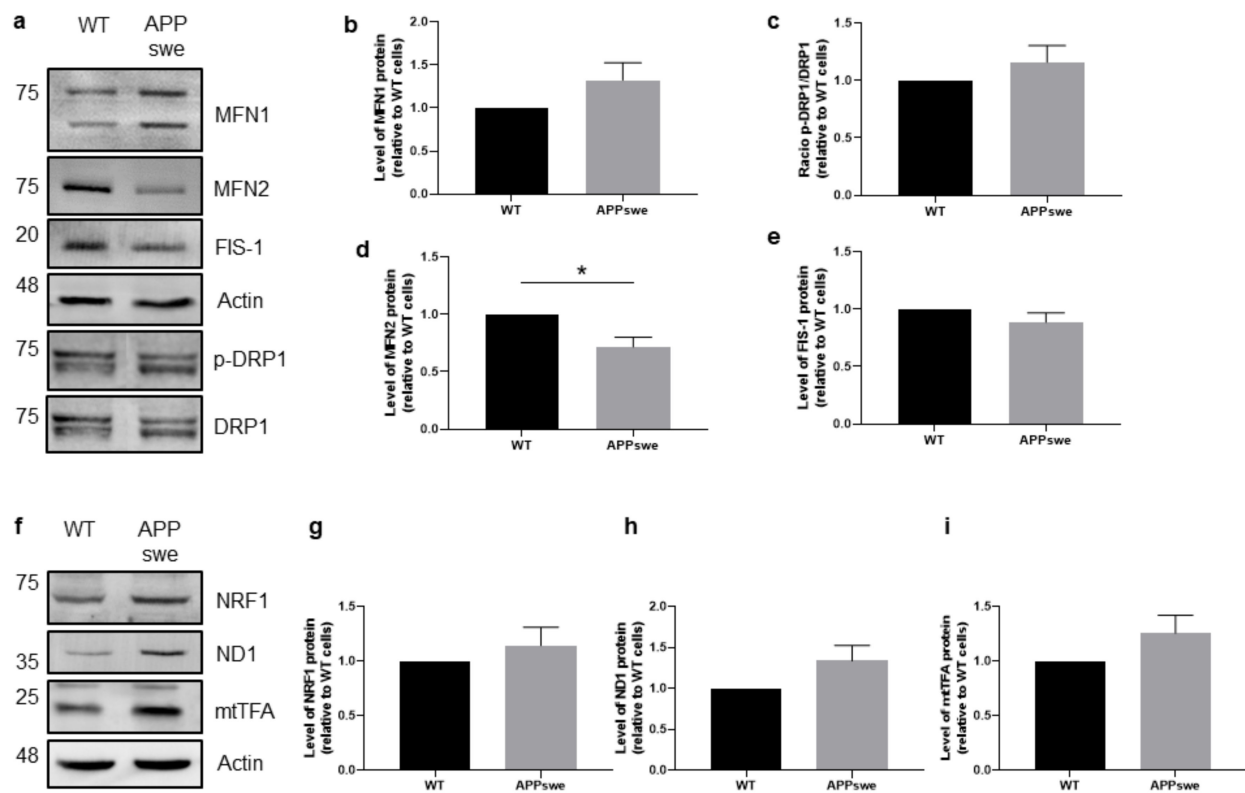 a
WT APP
swe
75
MFN1
75
MFN2
20
FIS-1
48
Actin
75
p-DRP1
75
DRP1
b
Level of MFN1 protein
(relative to WT cells)
2.0
1.5
1.0
0.5
0.0
WT APPswe
c
Racio p-DRP1/DRP1
(relative to WT cells)
1.5
1.0
0.5
0.0
WT APPswe
d
Level of MFN2 protein
(relative to WT cells)
1.5
1.0
0.5
0.0
*
WT APPswe
e
Level of FIS-1 protein
(relative to WT cells)
1.5
1.0
0.5
0.0
WT APPswe
f
WT APP
swe
75
NRF1
35
ND1
25
mtTFA
48
Actin
g
Level of NRF1 protein
(relative to WT cells)
1.5
1.0
0.5
0.0
WT APPswe
h
Level of ND1 protein
(relative to WT cells)
2.0
1.5
1.0
0.5
0.0
WT APPswe
i
Level of mtTFA protein
(relative to WT cells)
1.5
1.0
0.5
0.0
WT APPswe